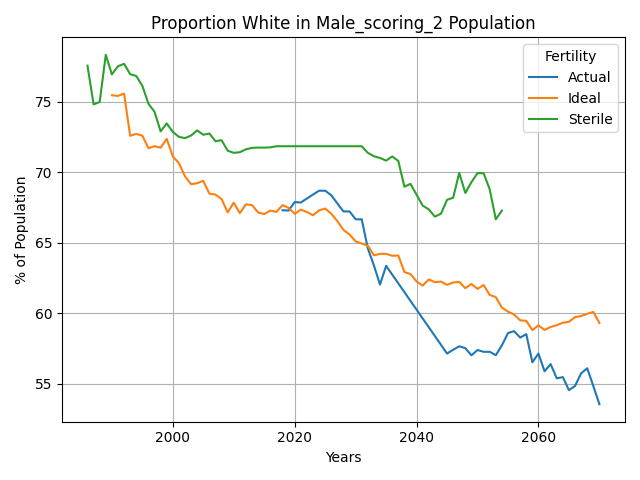 Proportion White in Male_scoring_2 Population
Fertility
Actual
Ideal
Sterile
% of Population
75
70
65
60
55
2000
2020
2040
2060
Years